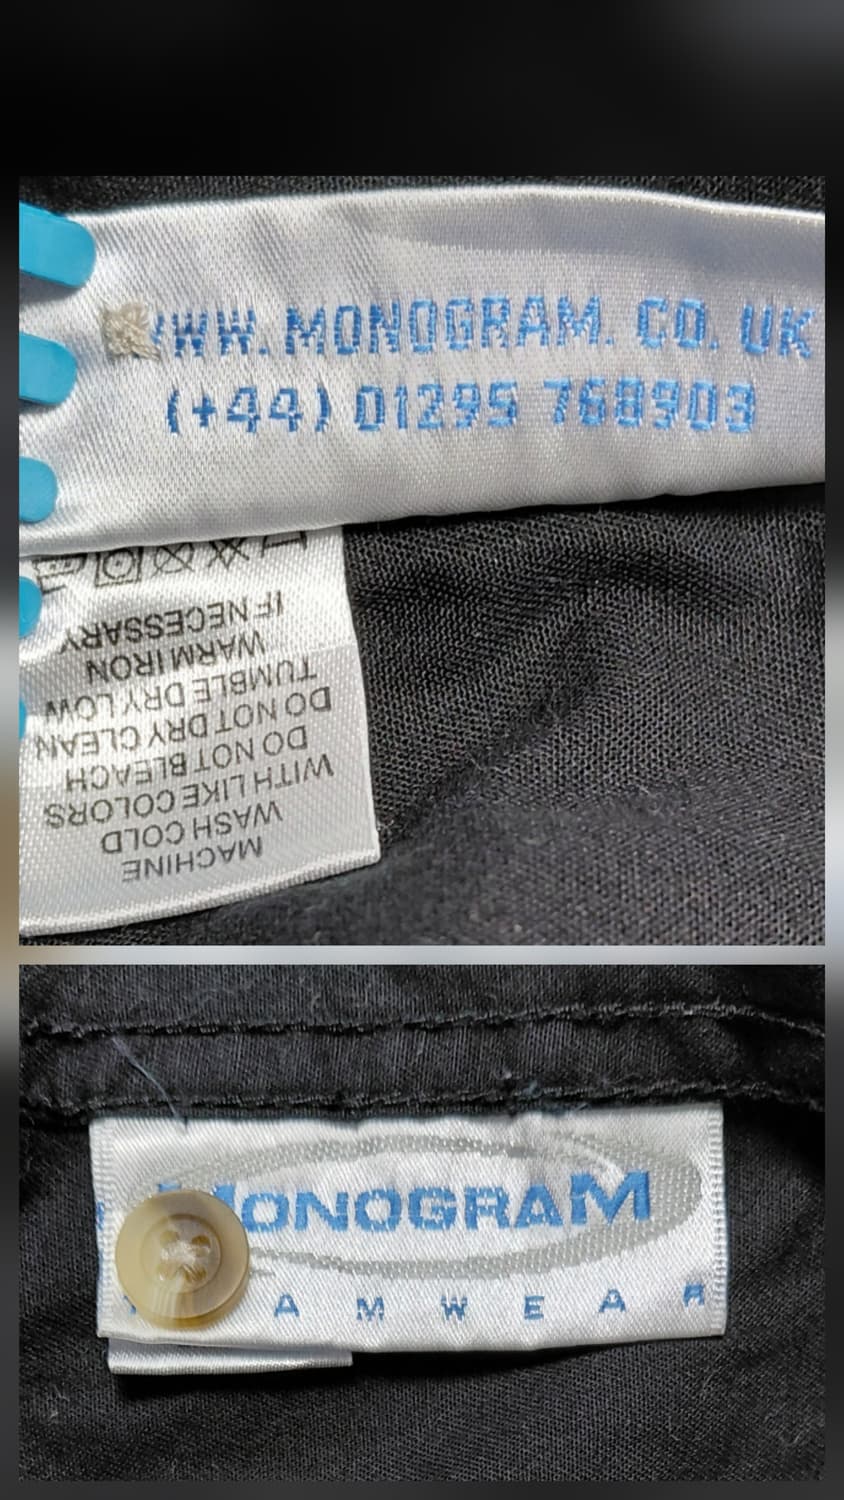 WWW. MONOGRAM. CO. UK
(+44) 01295 768903
MACHINE
WASH COLD
WITH LIKE COLORS
DO NOT BLEACH
DO NOT DRY CLEAN
TUMBLE DRY LOW
WARM IRON
IF NECESSARY
MONOGRAM
A M W E A R